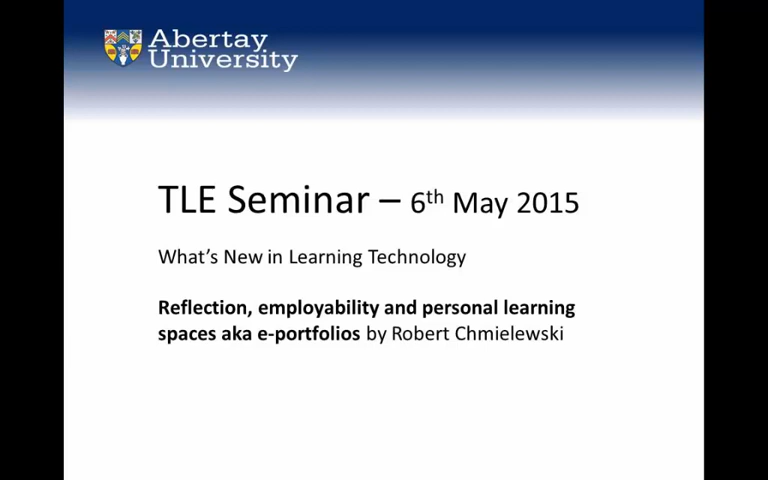 Abertay
University
TLE Seminar – 6th May 2015
What's New in Learning Technology
Reflection, employability and personal learning
spaces aka e-portfolios by Robert Chmielewski